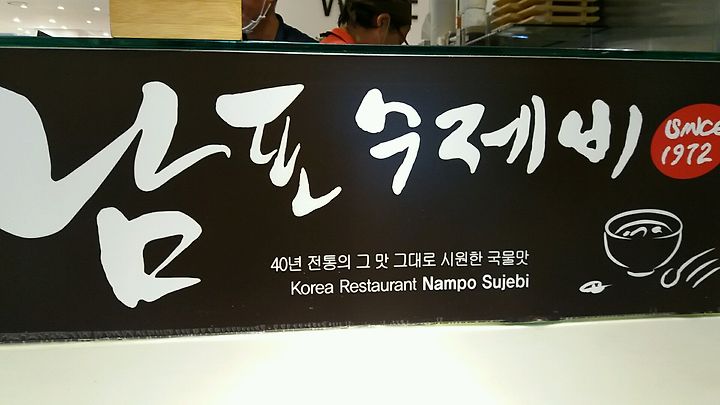 남포 수제비
Since
1972
40년 전통의 그 맛 그대로 시원한 국물맛
Korea Restaurant Nampo Sujebi